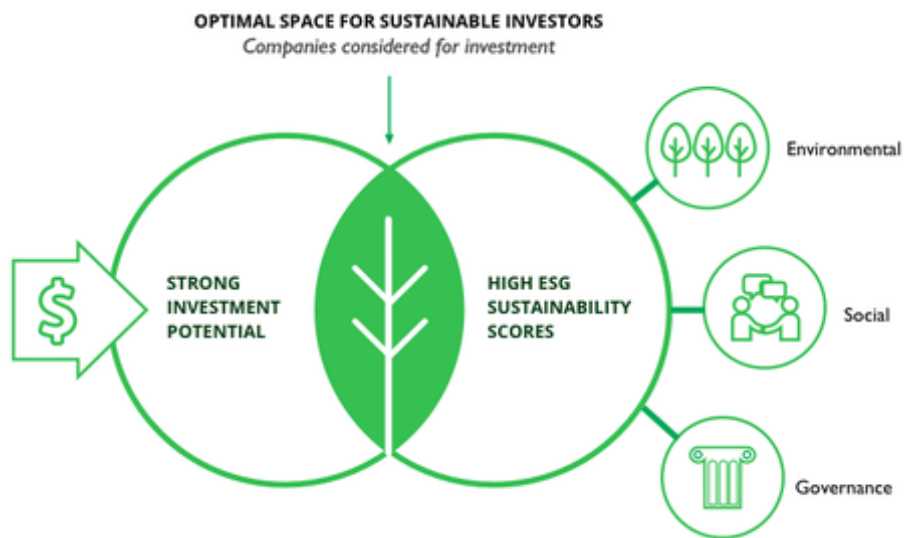 OPTIMAL SPACE FOR SUSTAINABLE INVESTORS
Companies considered for investment
$
STRONG
INVESTMENT
POTENTIAL
HIGH ESG
SUSTAINABILITY
SCORES
Environmental
Social
Governance